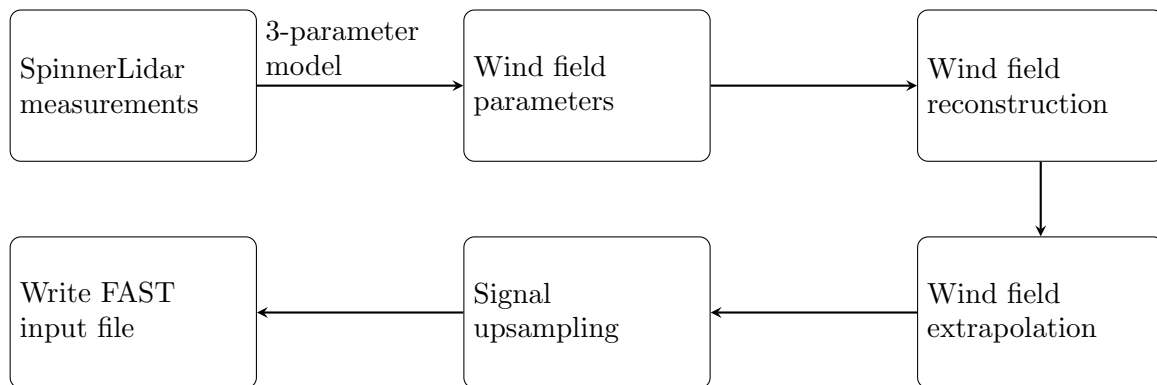 SpinnerLidar
measurements
3-parameter
model
Wind field
parameters
Wind field
reconstruction
Wind field
extrapolation
Signal
upsampling
Write FAST
input file